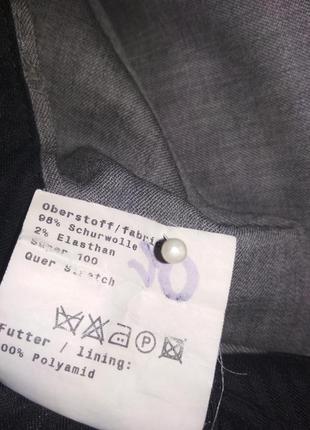 Oberstoff/fabri
98% Schurwolle
2% Elasthan
Super 100
Quer Stretch
P
Futter / lining:
100% Polyamid